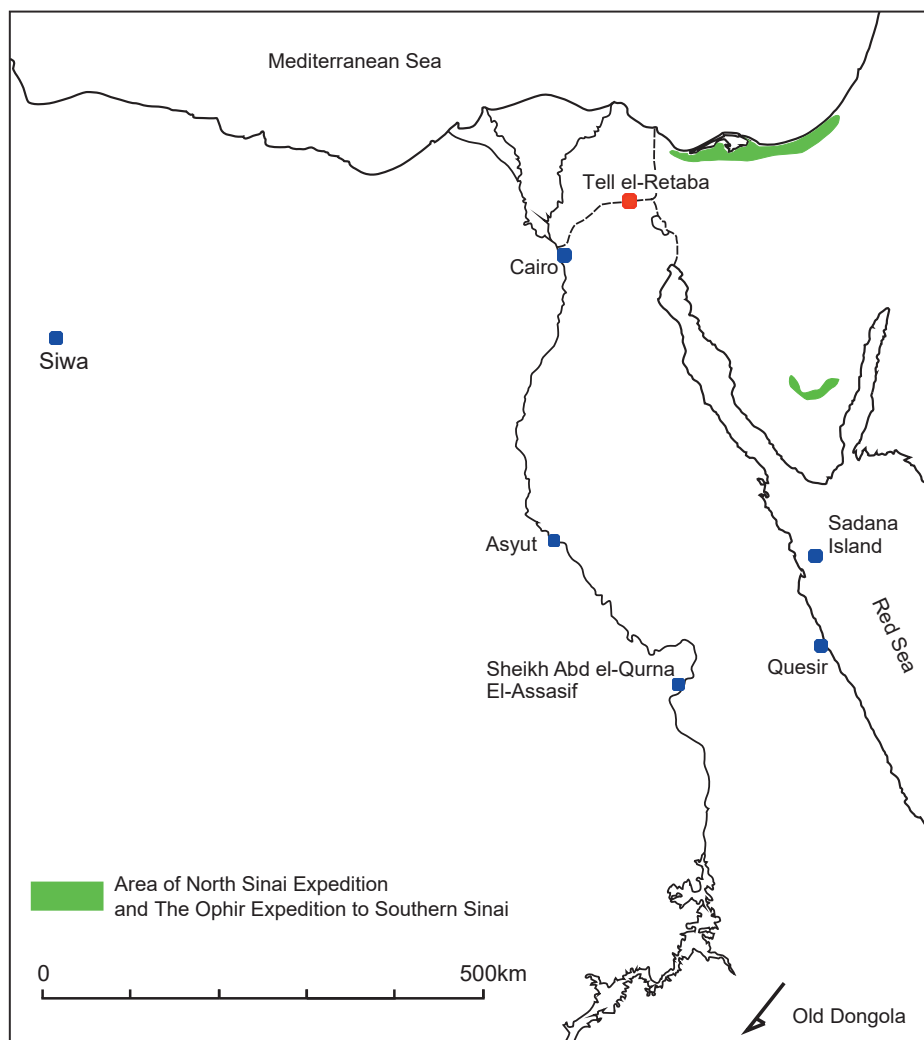 Mediterranean Sea
Tell el-Retaba
Cairo
Siwa
Asyut
Sadana
Island
Red Sea
Sheikh Abd el-Qurna
El-Assasif
Quesir
Area of North Sinai Expedition
and The Ophir Expedition to Southern Sinai
0
500km
Old Dongola